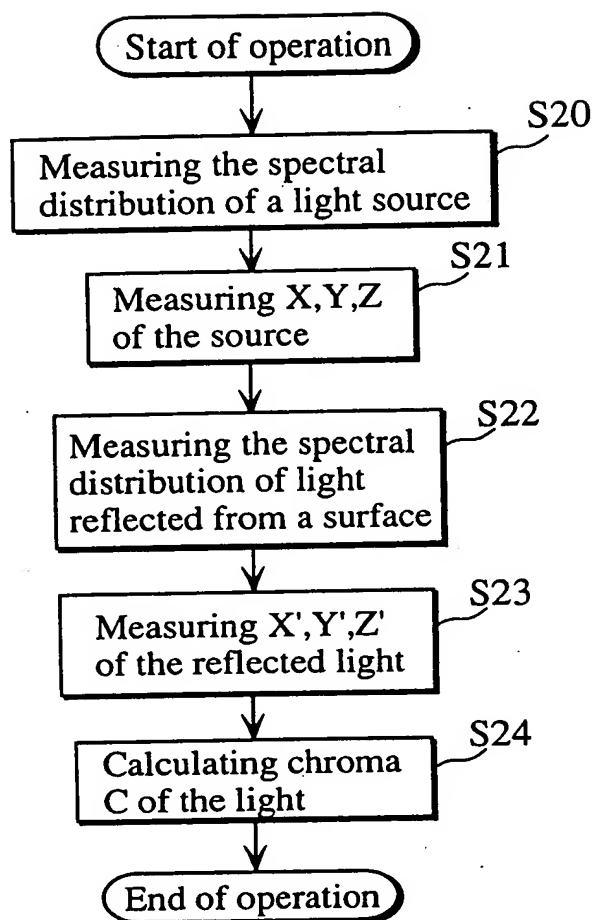 Start of operation
S20
Measuring the spectral
distribution of a light source
S21
Measuring X,Y,Z
of the source
S22
Measuring the spectral
distribution of light
reflected from a surface
S23
Measuring X',Y',Z'
of the reflected light
S24
Calculating chroma
C of the light
End of operation